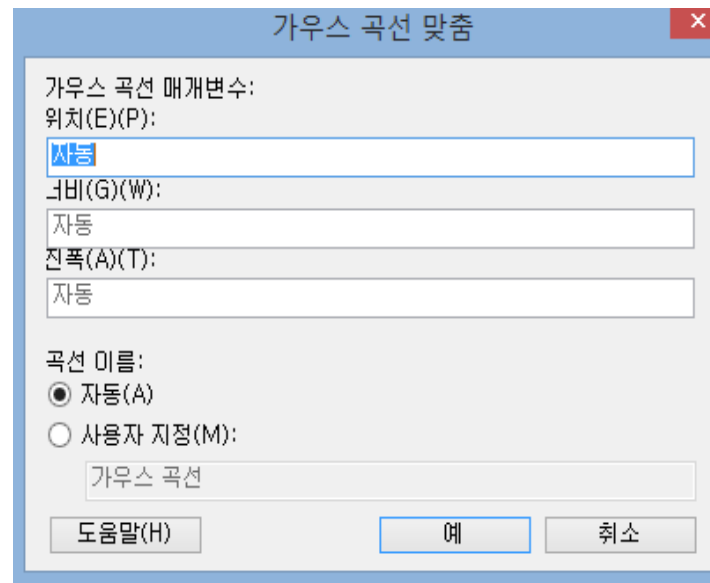 가우스 곡선 맞춤
가우스 곡선 매개변수:
위치(E)(P):
자동
너비(G)(W):
자동
진폭(A)(T):
자동
곡선 이름:
자동(A)
사용자 지정(M):
가우스 곡선
도움말(H) 예 취소